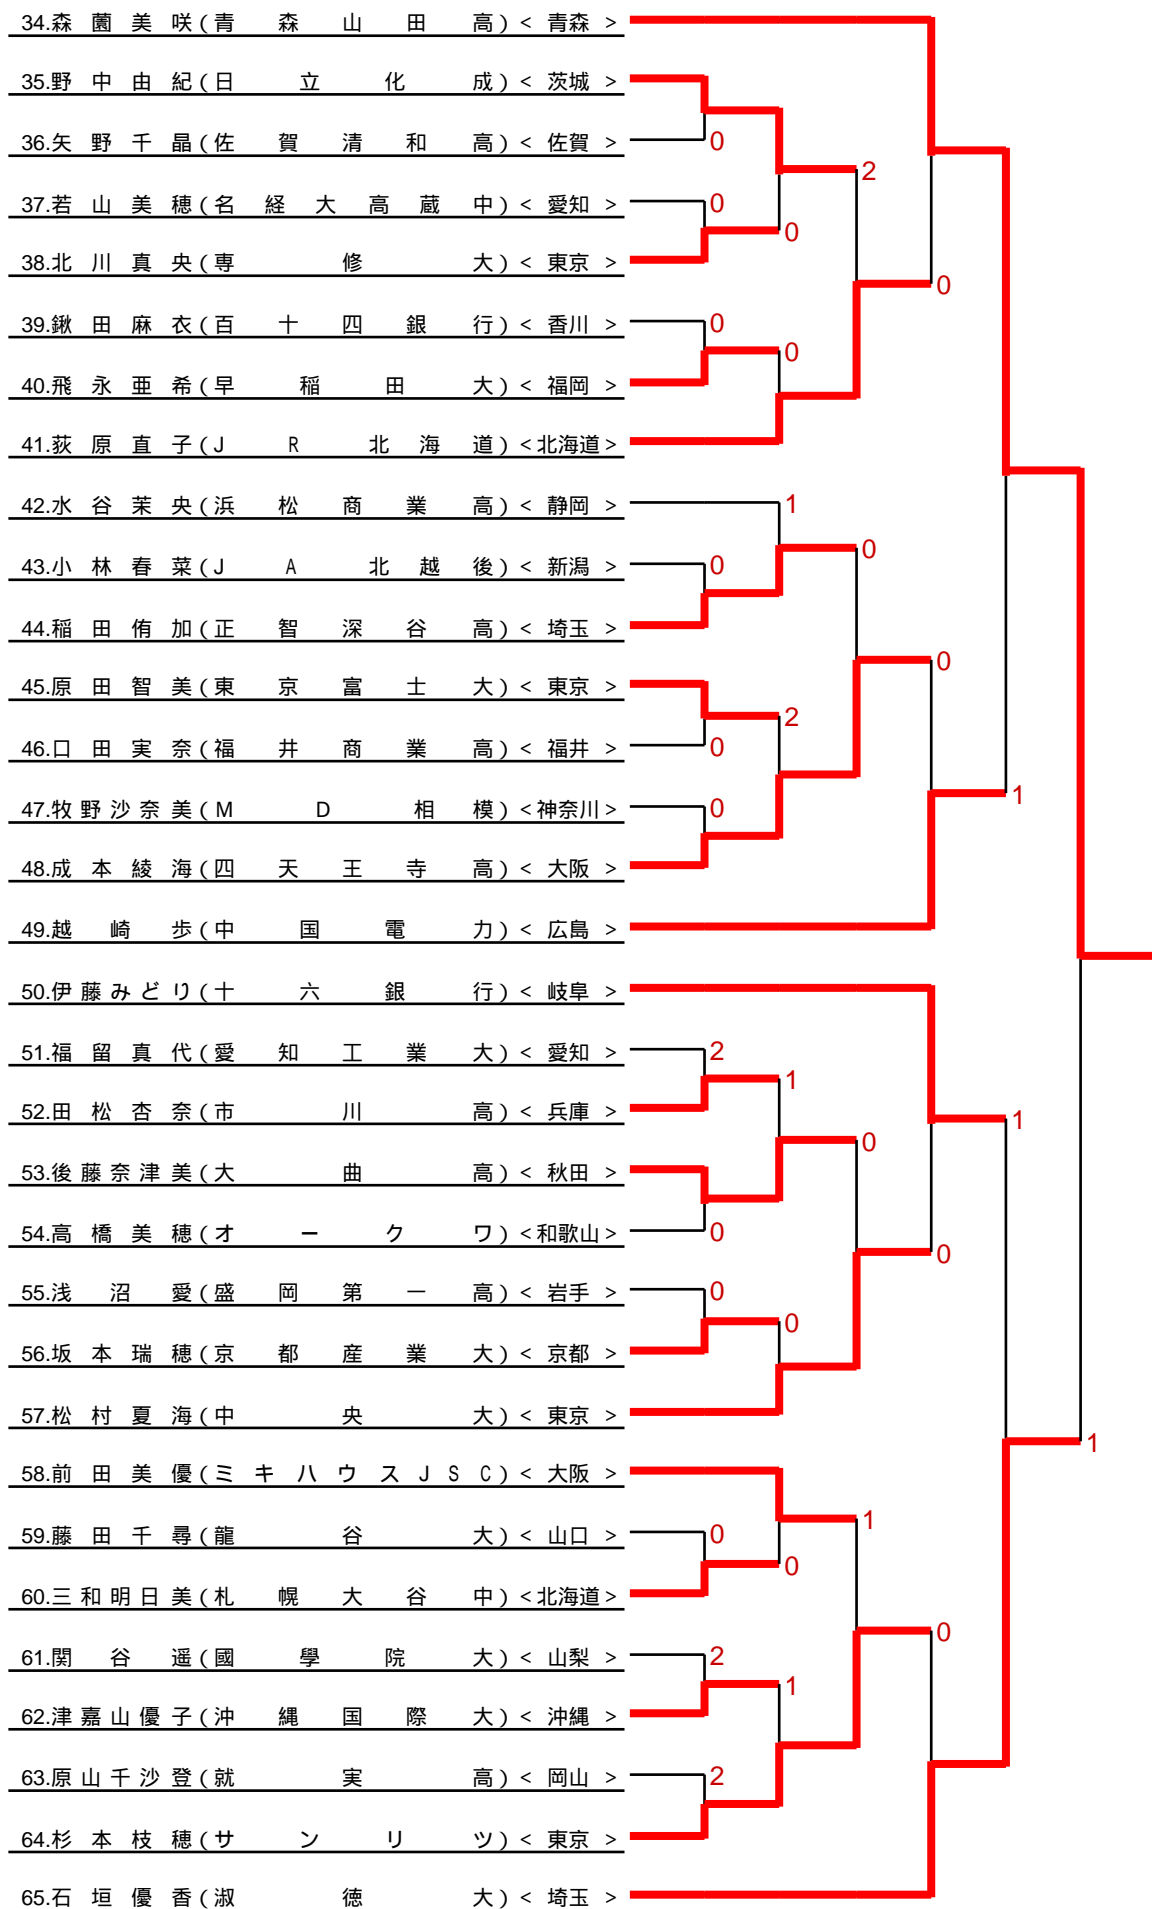 34.森薗美咲(青森山田高)< 青森 >
35.野中由紀(日立化成)< 茨城 >
0
36.矢野千晶(佐賀清和高)< 佐賀 >
2
37.若山美穂(名経大高蔵中)< 愛知 >
0
0
38.北川真央(専修大)< 東京 >
0
39.鍬田麻衣(百十四銀行)< 香川 >
0
0
40.飛永亜希(早稲田大)< 福岡 >
41.荻原直子(JR北海道)<北海道>
42.水谷茉央(浜松商業高)< 静岡 >
1
0
43.小林春菜(JA北越後)< 新潟 >
0
44.稲田侑加(正智深谷高)< 埼玉 >
0
45.原田智美(東京富士大)< 東京 >
2
46.口田実奈(福井商業高)< 福井 >
0
47.牧野沙奈美(MD相模)<神奈川>
0
1
48.成本綾海(四天王寺高)< 大阪 >
49.越崎歩(中国電力)< 広島 >
50.伊藤みどり(十六銀行)< 岐阜 >
51.福留真代(愛知工業大)< 愛知 >
2
1
52.田松杏奈(市川高)< 兵庫 >
1
0
53.後藤奈津美(大曲高)< 秋田 >
54.高橋美穂(オークワ)<和歌山>
0
0
55.浅沼愛(盛岡第一高)< 岩手 >
0
0
56.坂本瑞穂(京都産業大)< 京都 >
57.松村夏海(中央大)< 東京 >
1
58.前田美優(ミキハウスJSC)< 大阪 >
1
59.藤田千尋(龍谷大)< 山口 >
0
0
60.三和明日美(札幌大谷中)<北海道>
0
61.関谷遥(國學院大)< 山梨 >
2
1
62.津嘉山優子(沖縄国際大)< 沖縄 >
63.原山千沙登(就実高)< 岡山 >
2
64.杉本枝穂(サンリツ)< 東京 >
65.石垣優香(淑徳大)< 埼玉 >